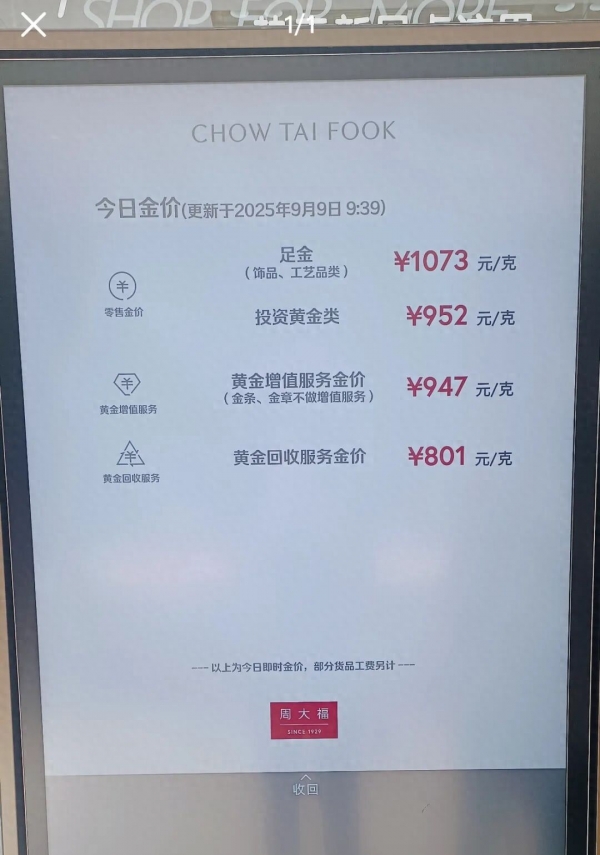 SHOP FOR MORE
1/1
CHOW TAI FOOK
今日金价(更新于2025年9月9日 9:39)
足金
(饰品、工艺品类)
¥1073 元/克
零售金价
投资黄金类
¥952 元/克
黄金增值服务金价
(金条、金章不做增值服务)
¥947 元/克
黄金增值服务
黄金回收服务金价
¥801 元/克
黄金回收服务
--- 以上为今日即时金价，部分货品工费另计 ---
周大福
SINCE 1929
收回